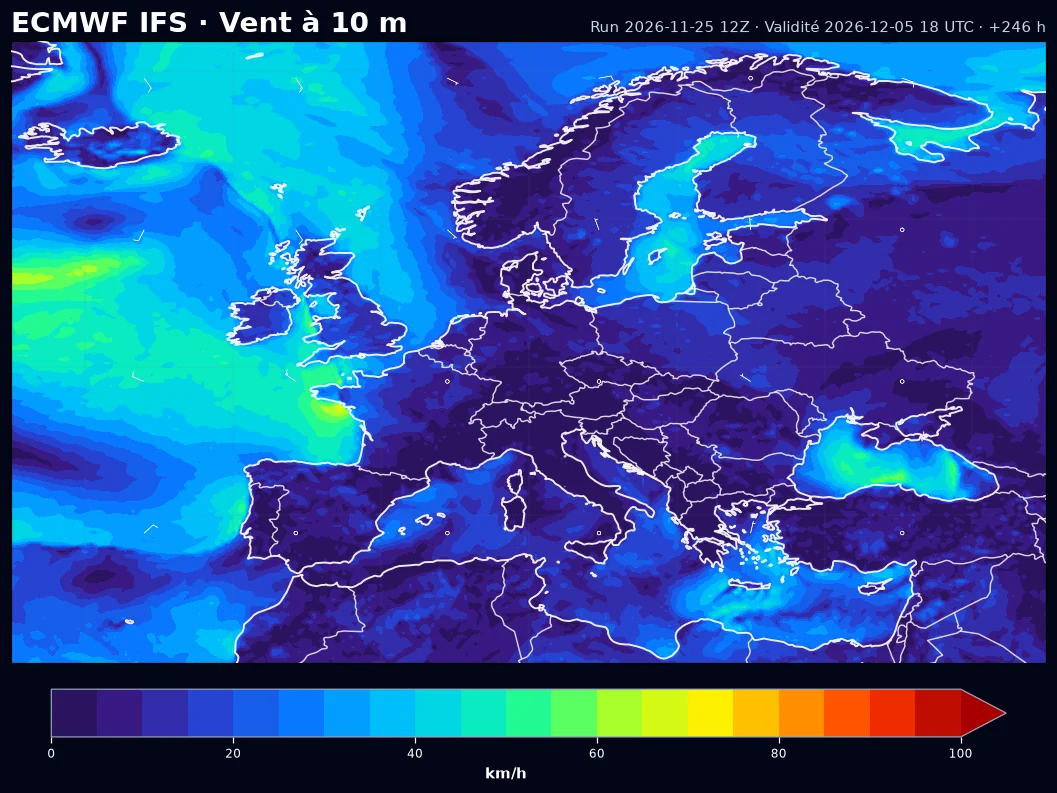 ECMWF IFS · Vent à 10 m
Run 2026-11-25 12Z · Validité 2026-12-05 18 UTC · +246 h
0 20 40 60 80 100
km/h